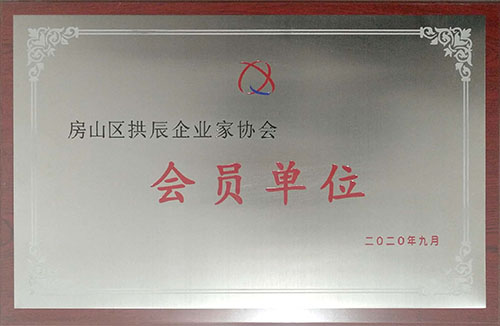 房山区拱辰企业家协会
会员单位
二〇二〇年九月